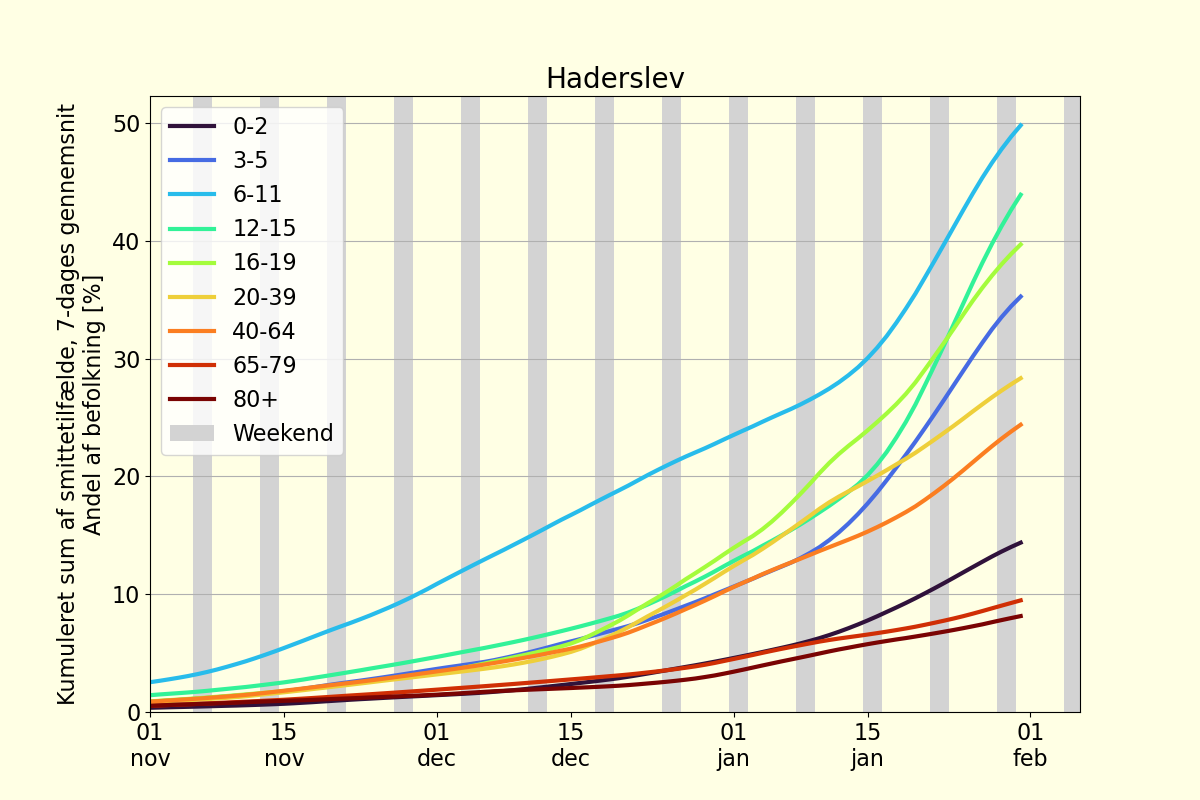 Haderslev
Kumuleret sum af smittetilfælde, 7-dages gennemsnit
Andel af befolkning [%]
50
40
30
20
10
0
0-2
3-5
6-11
12-15
16-19
20-39
40-64
65-79
80+
Weekend
01 15 01 15 01 15 01
nov nov dec dec jan jan feb